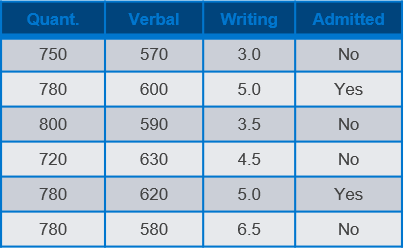 Quant. Verbal Writing Admitted
750 570 3.0 No
780 600 5.0 Yes
800 590 3.5 No
720 630 4.5 No
780 620 5.0 Yes
780 580 6.5 No